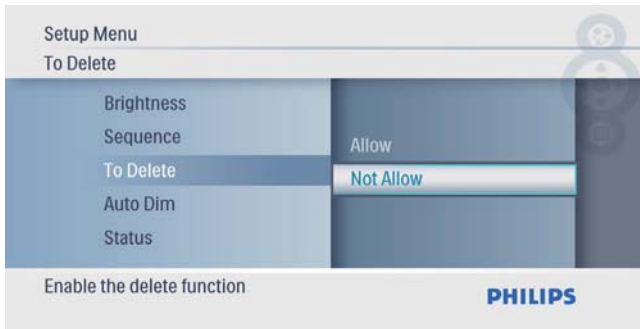 Setup Menu
To Delete
Brightness
Sequence
To Delete
Auto Dim
Status
Allow
Not Allow
Enable the delete function
PHILIPS